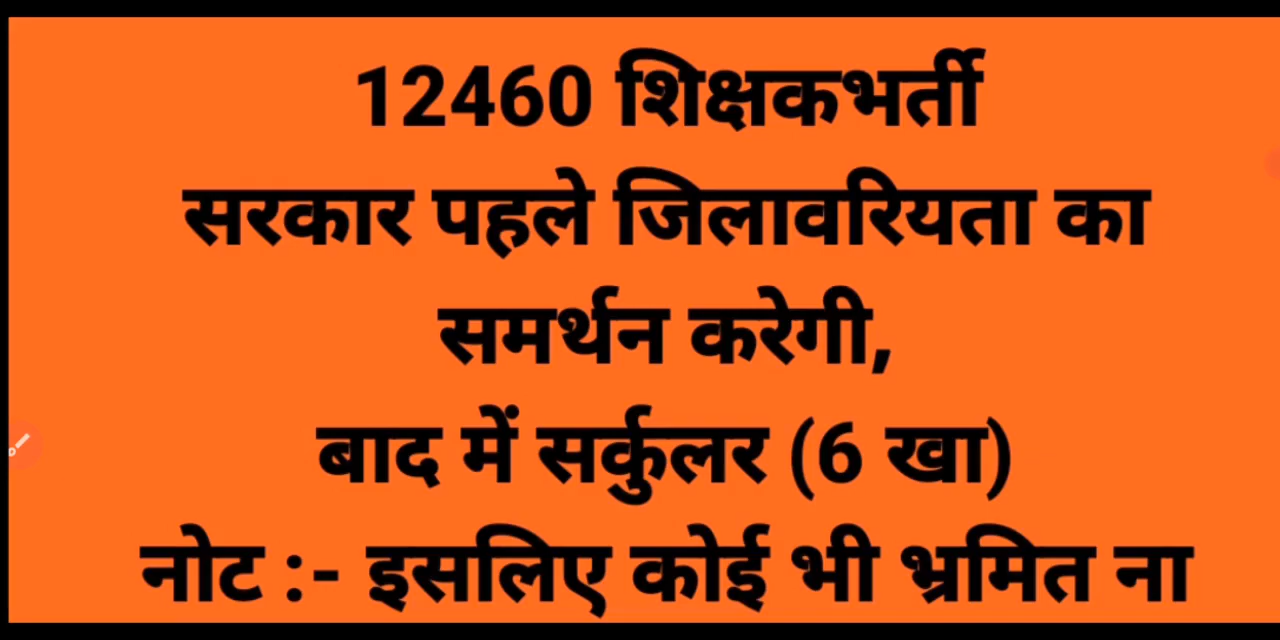 12460 शिक्षकभर्ती
सरकार पहले जिलावरियता का
समर्थन करेगी,
बाद में सर्कुलर (6 खा)
नोट :- इसलिए कोई भी भ्रमित ना